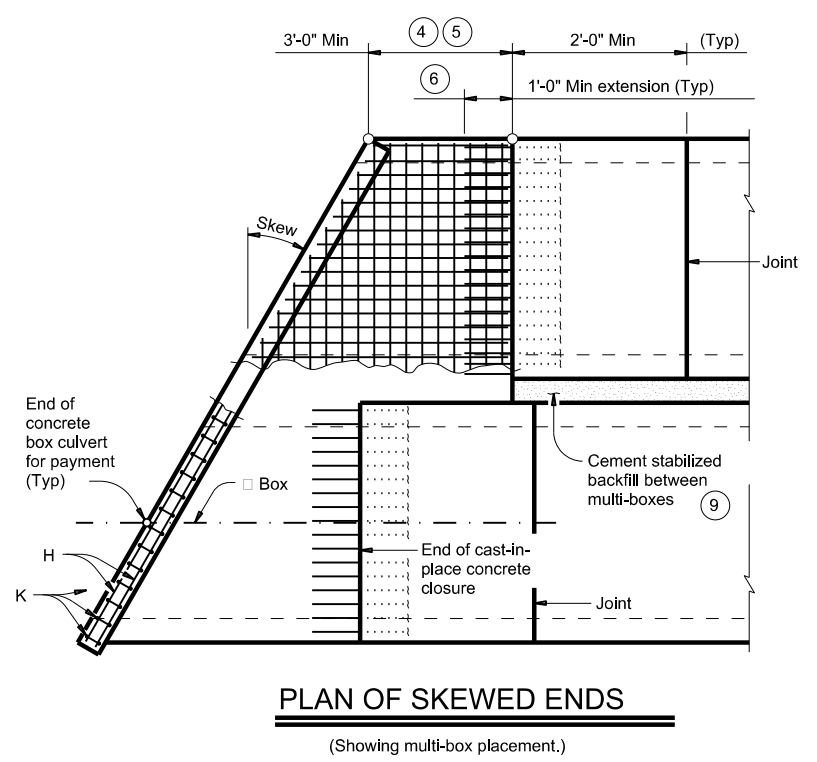 3'-0" Min
4
5
2'-0" Min
(Typ)
6
1'-0" Min extension (Typ)
Skew
Joint
End of
concrete
box culvert
for payment
(Typ)
□ Box
Cement stabilized
backfill between
multi-boxes
9
H
K
End of cast-in-
place concrete
closure
Joint
PLAN OF SKEWED ENDS
(Showing multi-box placement.)